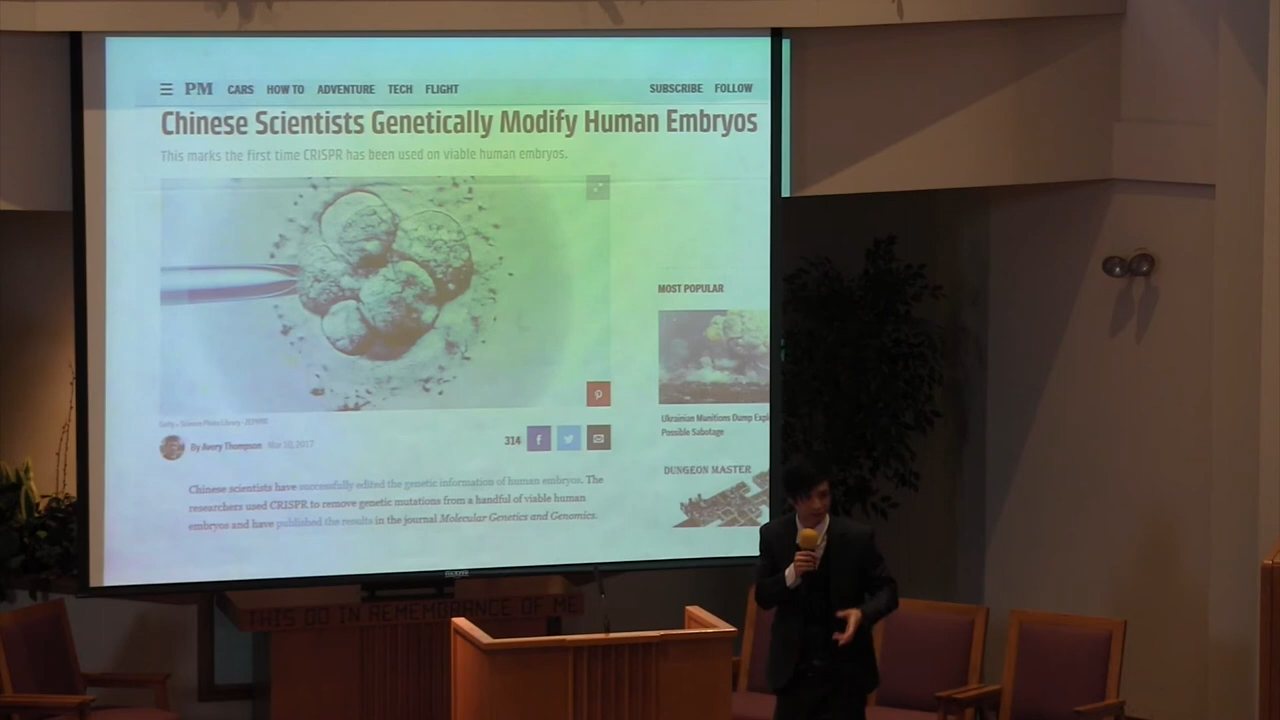 PM CARS HOW TO ADVENTURE TECH FLIGHT SUBSCRIBE FOLLOW
Chinese Scientists Genetically Modify Human Embryos
This marks the first time CRISPR has been used on viable human embryos.
MOST POPULAR
Ukrainian Munitions Dump Expl
Possible Sabotage
By Avery Thompson Mar 10, 2017
314
DUNGEON MASTER
Chinese scientists have successfully edited the genetic information of human embryos. The
researchers used CRISPR to remove genetic mutations from a handful of viable human
embryos and have published the results in the journal Molecular Genetics and Genomics.
THIS DO IN REMEMBRANCE OF ME